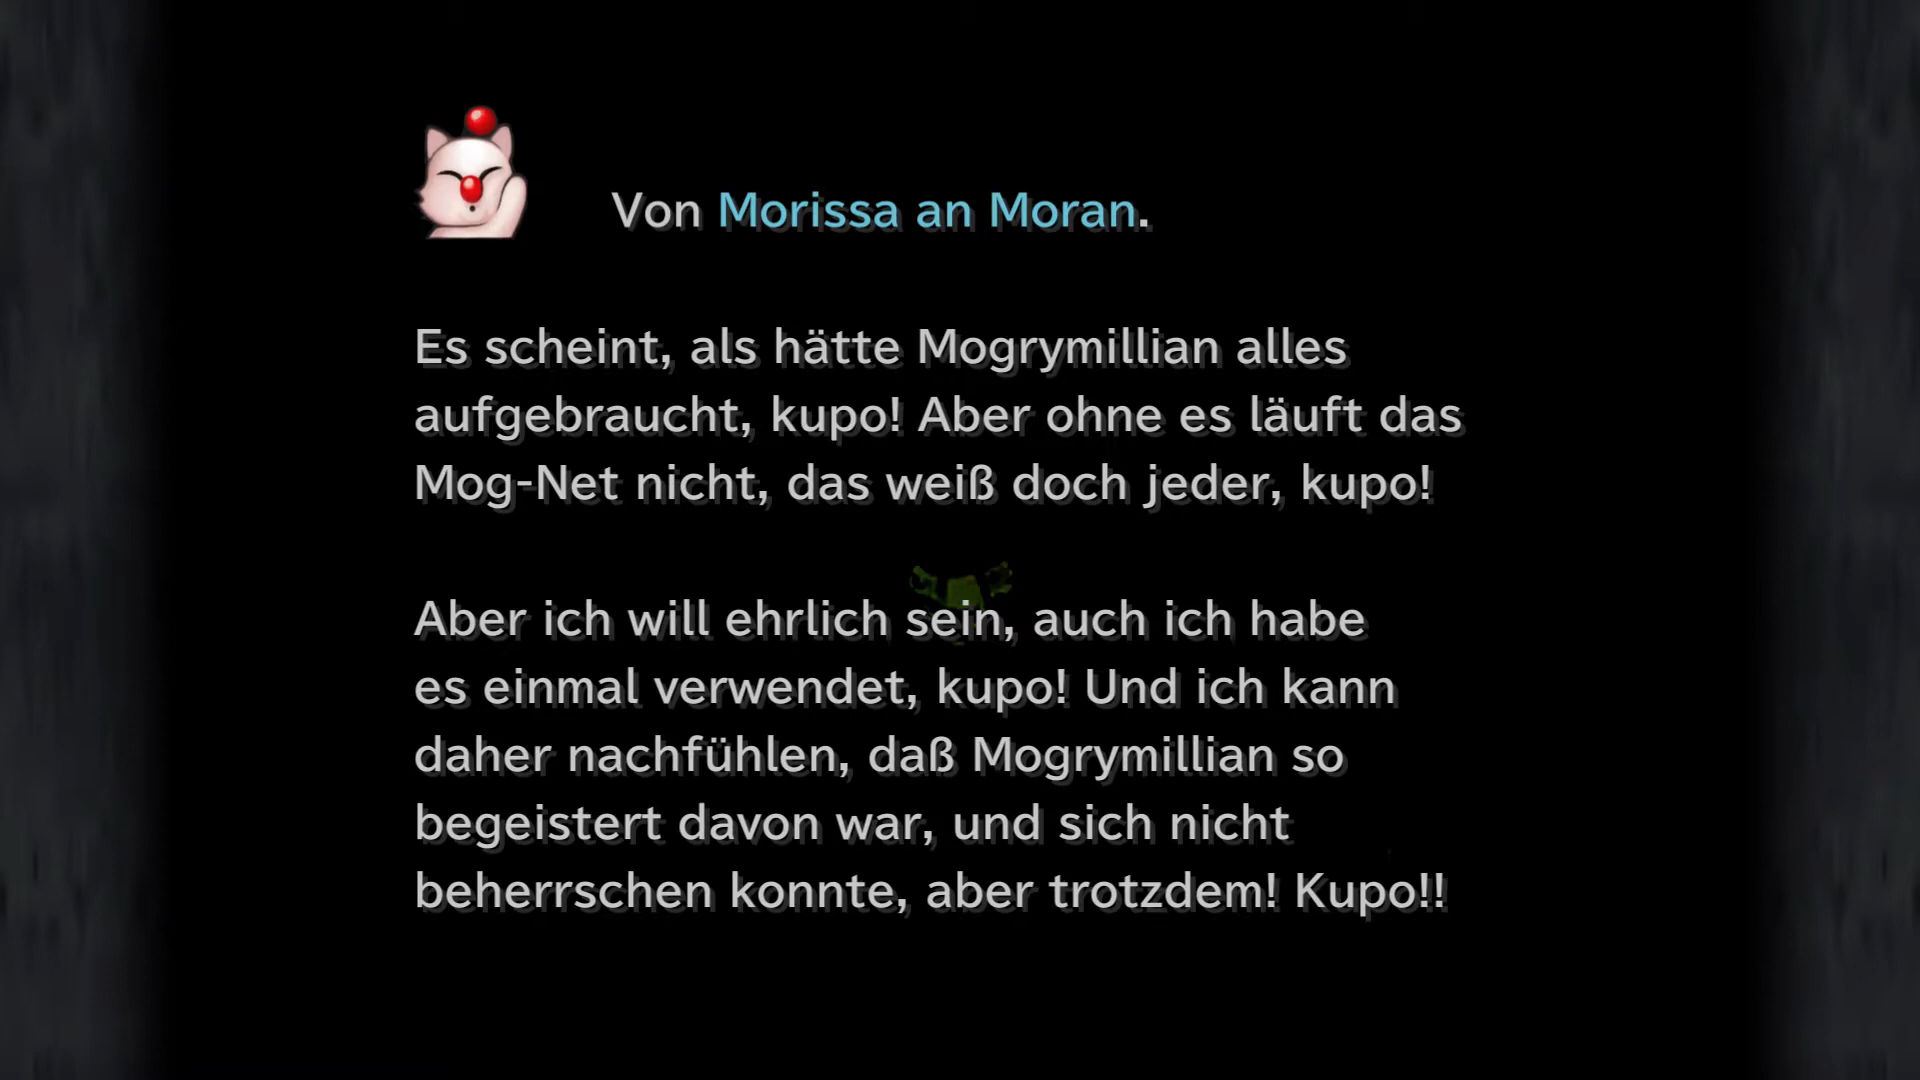 Von Morissa an Moran.
Es scheint, als hätte Mogrymillian alles
aufgebraucht, kupo! Aber ohne es läuft das
Mog-Net nicht, das weiß doch jeder, kupo!
Aber ich will ehrlich sein, auch ich habe
es einmal verwendet, kupo! Und ich kann
daher nachfühlen, daß Mogrymillian so
begeistert davon war, und sich nicht
beherrschen konnte, aber trotzdem! Kupo!!